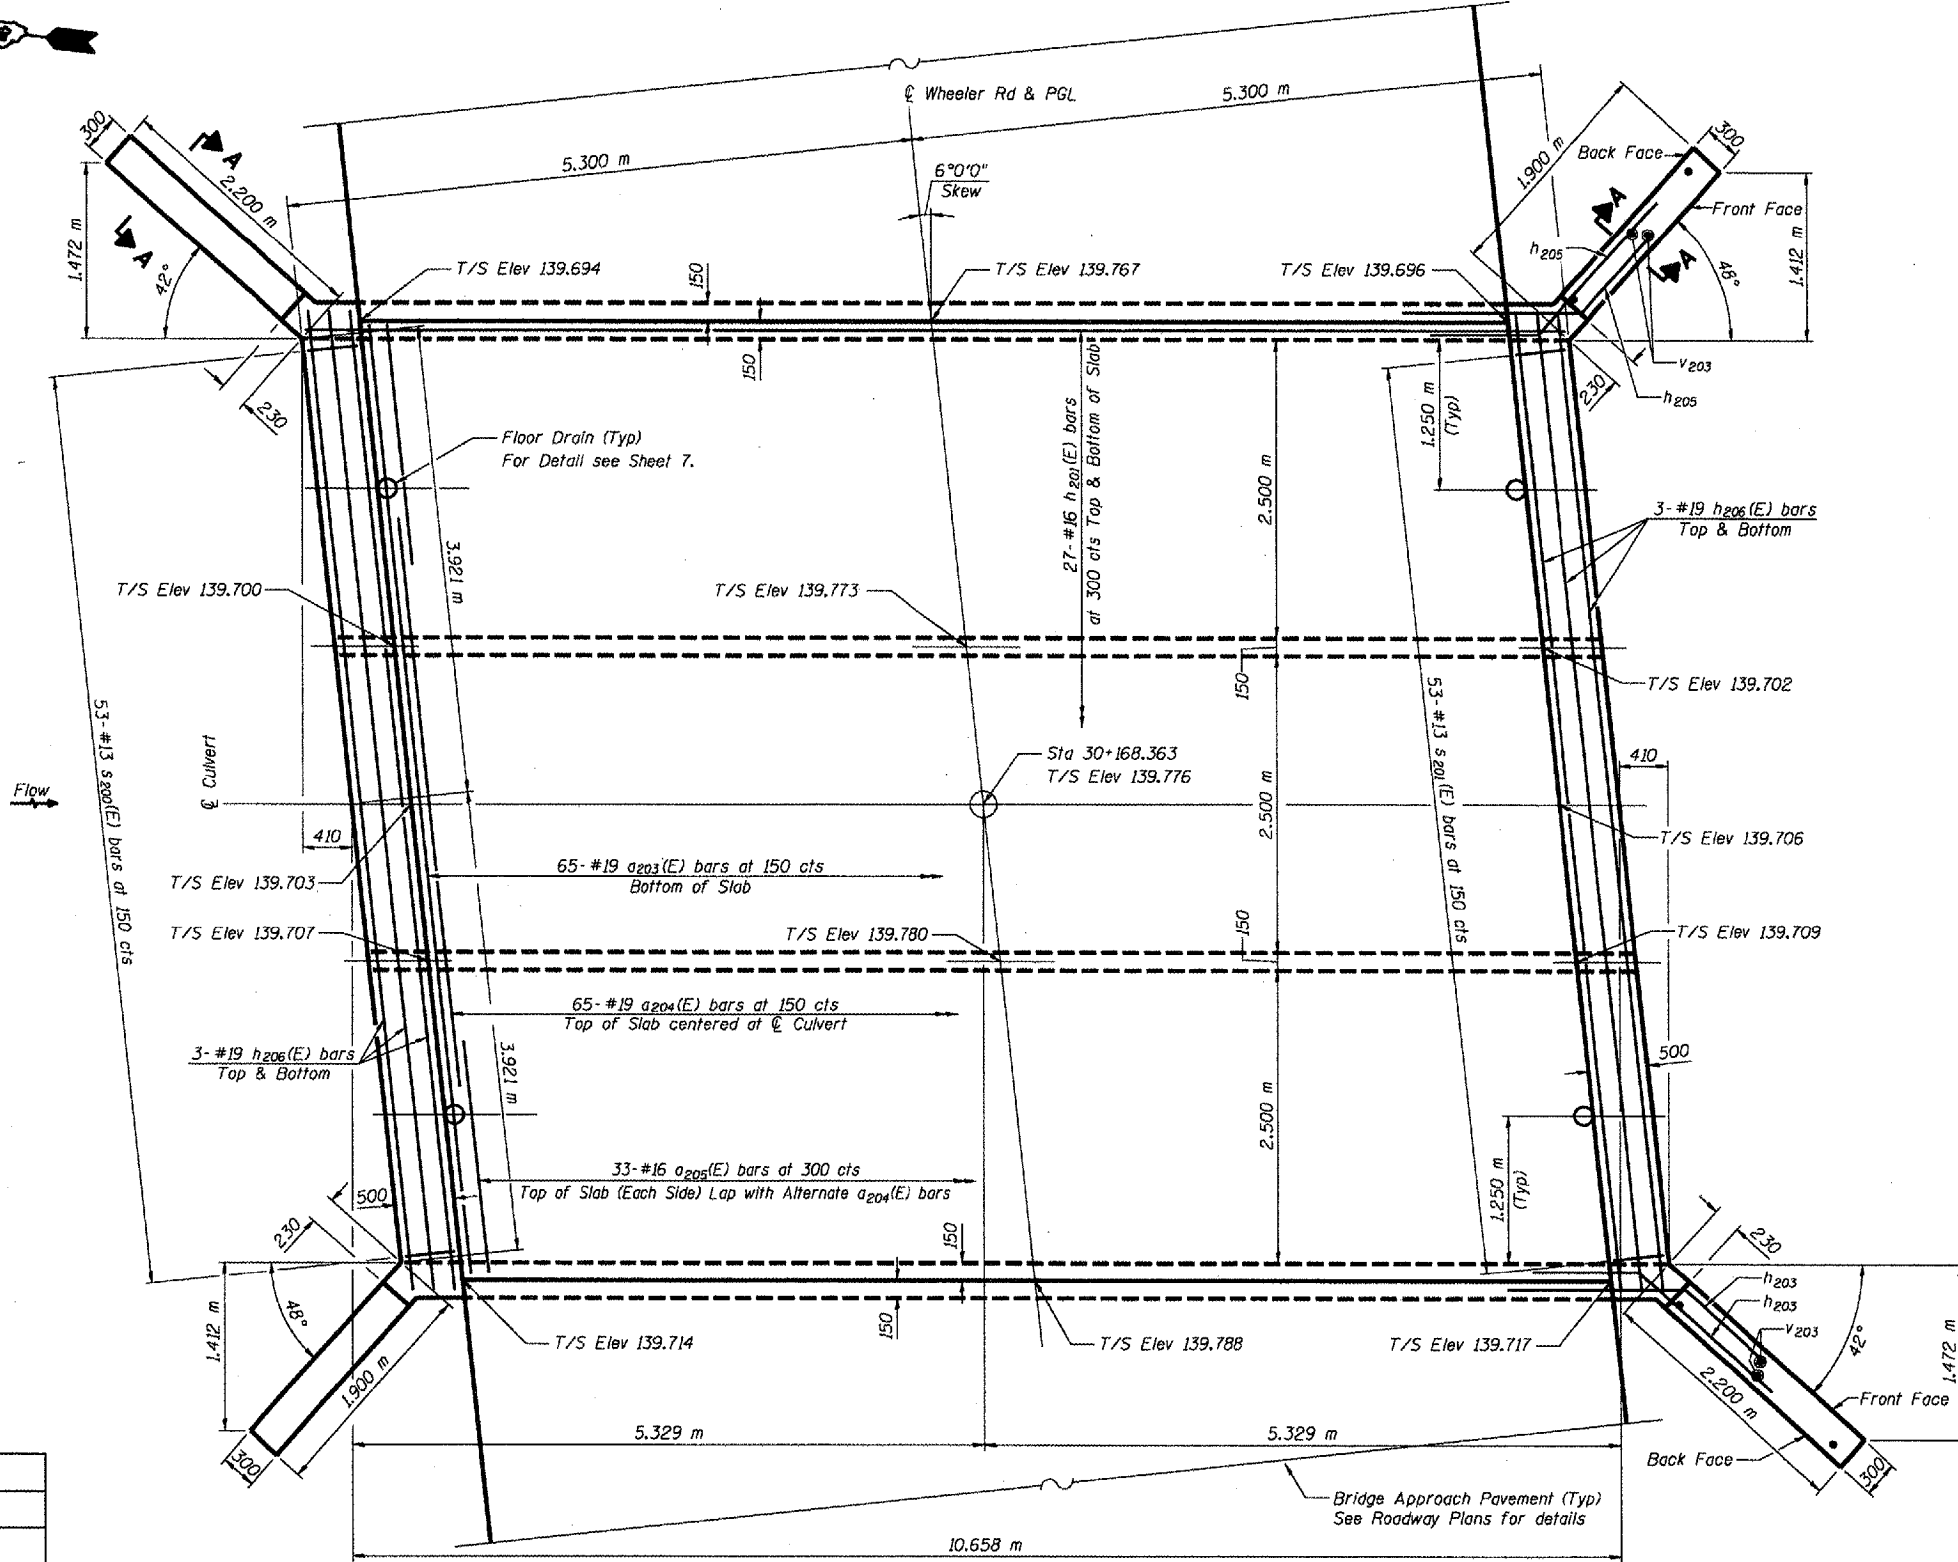 ℄ Wheeler Rd & PGL
5.300 m
5.300 m
6°0'0"
Skew
300
A
2.200 m
A
1.472 m
42°
230
1.900 m
300
Back Face
A
Front Face
h205
A
48°
1.412 m
v203
h205
230
T/S Elev 139.694
150
T/S Elev 139.767
T/S Elev 139.696
150
Floor Drain (Typ)
For Detail see Sheet 7.
27-#16 h201(E) bars
at 300 cts Top & Bottom of Slab
2.500 m
1.250 m
(Typ)
3-#19 h206(E) bars
Top & Bottom
3.921 m
T/S Elev 139.700
T/S Elev 139.773
150
T/S Elev 139.702
53-#13 s200(E) bars at 150 cts
53-#13 s201(E) bars at 150 cts
Flow
℄ Culvert
Sta 30+168.363
T/S Elev 139.776
2.500 m
410
410
T/S Elev 139.706
65-#19 a203(E) bars at 150 cts
Bottom of Slab
T/S Elev 139.703
T/S Elev 139.707
T/S Elev 139.780
150
T/S Elev 139.709
65-#19 a204(E) bars at 150 cts
Top of Slab centered at ℄ Culvert
3-#19 h206(E) bars
Top & Bottom
3.921 m
2.500 m
500
33-#16 a205(E) bars at 300 cts
Top of Slab (Each Side) Lap with Alternate a204(E) bars
1.250 m
(Typ)
500
230
150
230
1.412 m
48°
1.900 m
300
T/S Elev 139.714
150
T/S Elev 139.788
T/S Elev 139.717
h203
h203
v203
42°
1.472 m
2.200 m
Front Face
Back Face
300
5.329 m
5.329 m
Bridge Approach Pavement (Typ)
See Roadway Plans for details
10.658 m